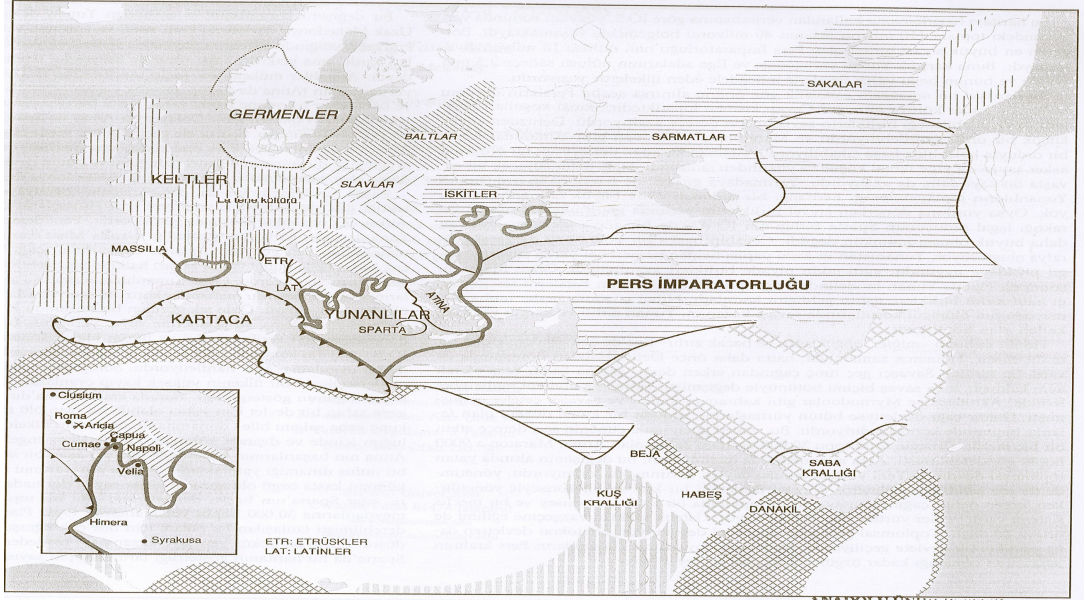 SAKALAR
GERMENLER
BALTLAR
SARMATLAR
KELTLER
SLAVLAR
İSKİTLER
La tene kültürü
MASSILIA
ETR
LAT
PERS İMPARATORLUĞU
ATİNA
KARTACA
YUNANLILAR
SPARTA
Clusium
Roma
Aricia
Capua
Cumae
Napoli
Velia
Himera
Syrakusa
ETR: ETRÜSKLER
LAT: LATİNLER
BEJA
SABA
KRALLIĞI
KUŞ
KRALLIĞI
HABEŞ
DANAKİL